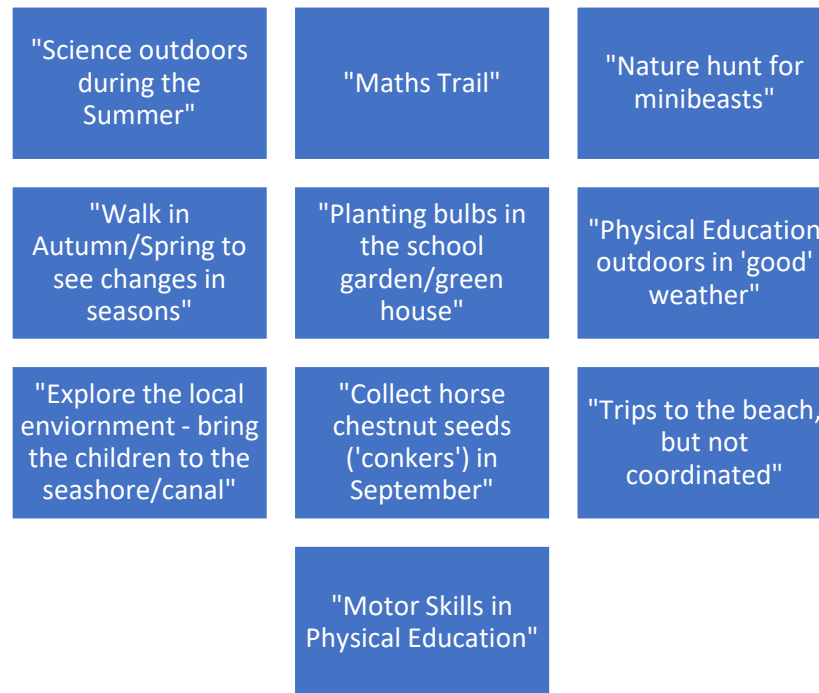 "Science outdoors
during the
Summer"
"Maths Trail"
"Nature hunt for
minibeasts"
"Walk in
Autumn/Spring to
see changes in
seasons"
"Planting bulbs in
the school
garden/green
house"
"Physical Education
outdoors in 'good'
weather"
"Explore the local
enviornment - bring
the children to the
seashore/canal"
"Collect horse
chestnut seeds
('conkers') in
September"
"Trips to the beach,
but not
coordinated"
"Motor Skills in
Physical Education"